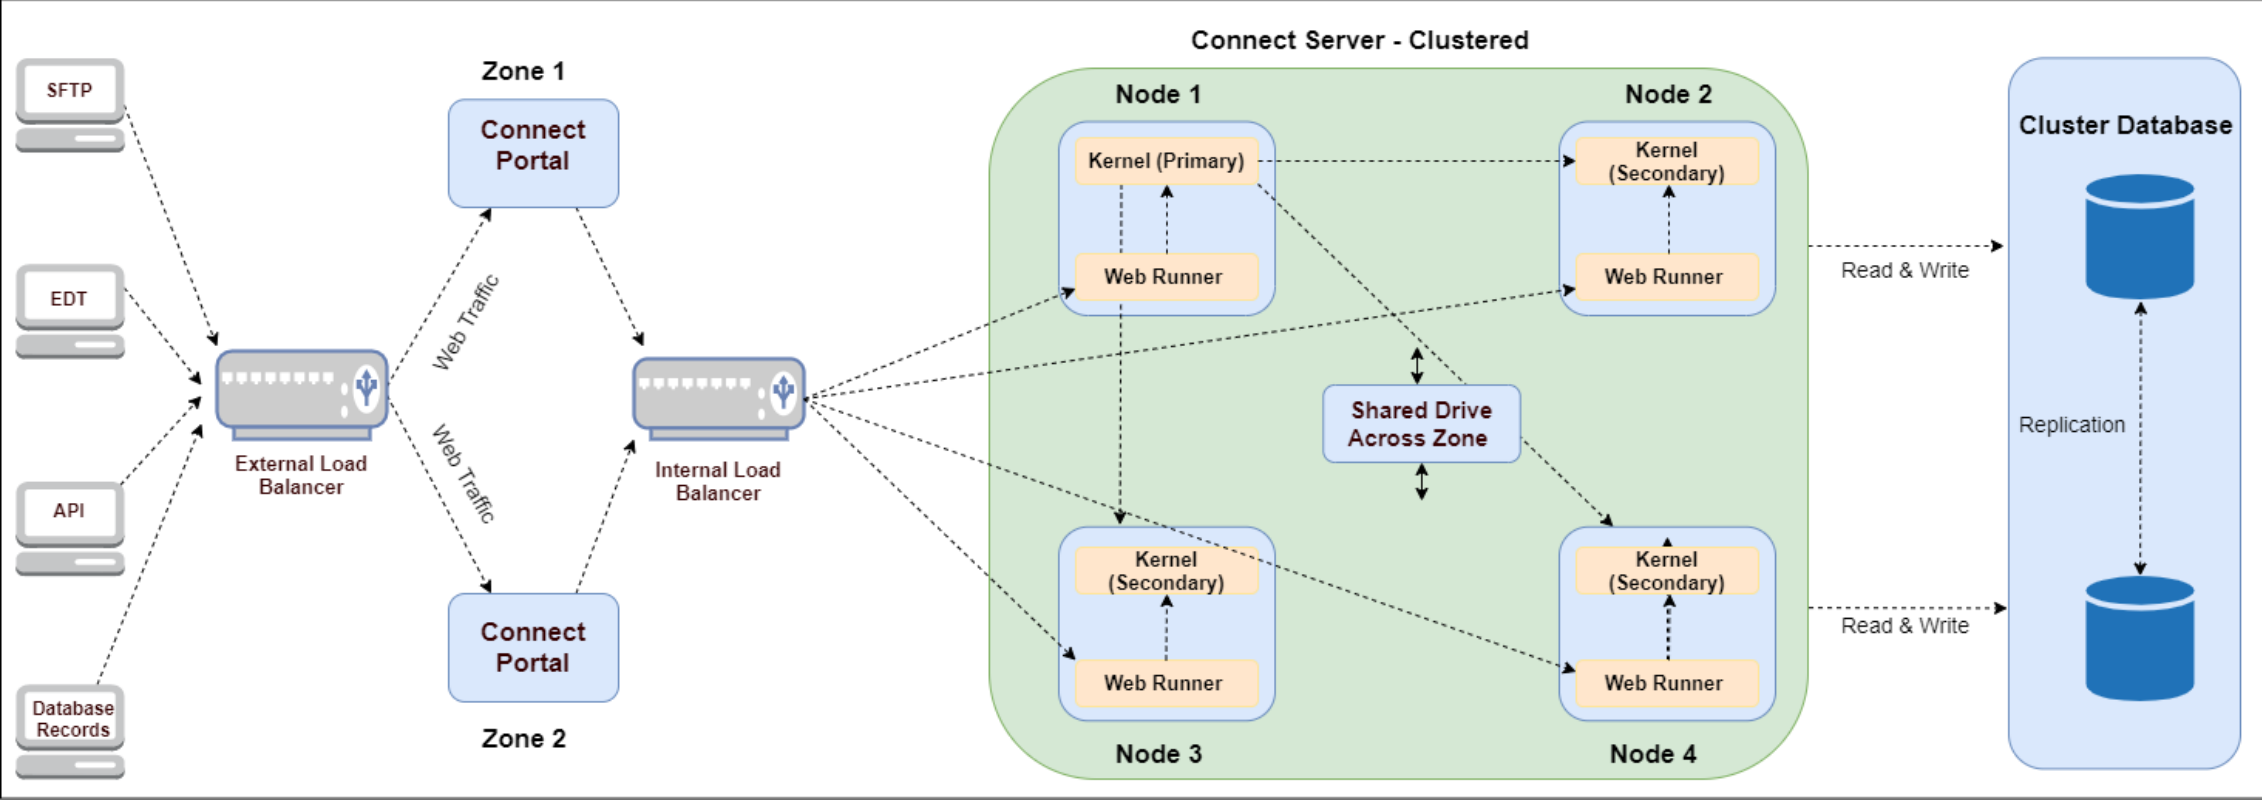 Connect Server - Clustered
SFTP
EDT
API
Database
Records
External Load
Balancer
Zone 1
Connect
Portal
Web Traffic
Web Traffic
Connect
Portal
Zone 2
Internal Load
Balancer
Node 1
Kernel (Primary)
Web Runner
Node 2
Kernel
(Secondary)
Web Runner
Shared Drive
Across Zone
Kernel
(Secondary)
Web Runner
Node 3
Kernel
(Secondary)
Web Runner
Node 4
Read & Write
Read & Write
Cluster Database
Replication